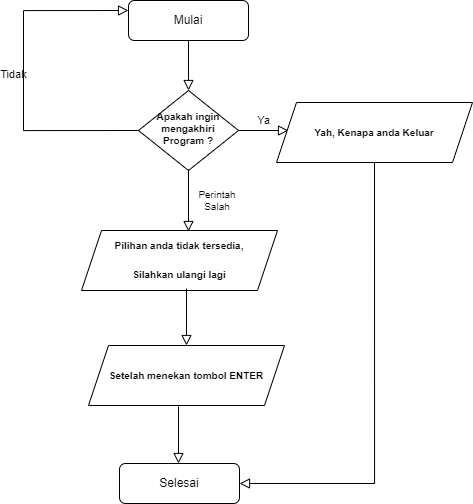 Mulai
Tidak
Apakah ingin
mengakhiri
Program ?
Ya
Yah, Kenapa anda Keluar
Perintah
Salah
Pilihan anda tidak tersedia,
Silahkan ulangi lagi
Setelah menekan tombol ENTER
Selesai